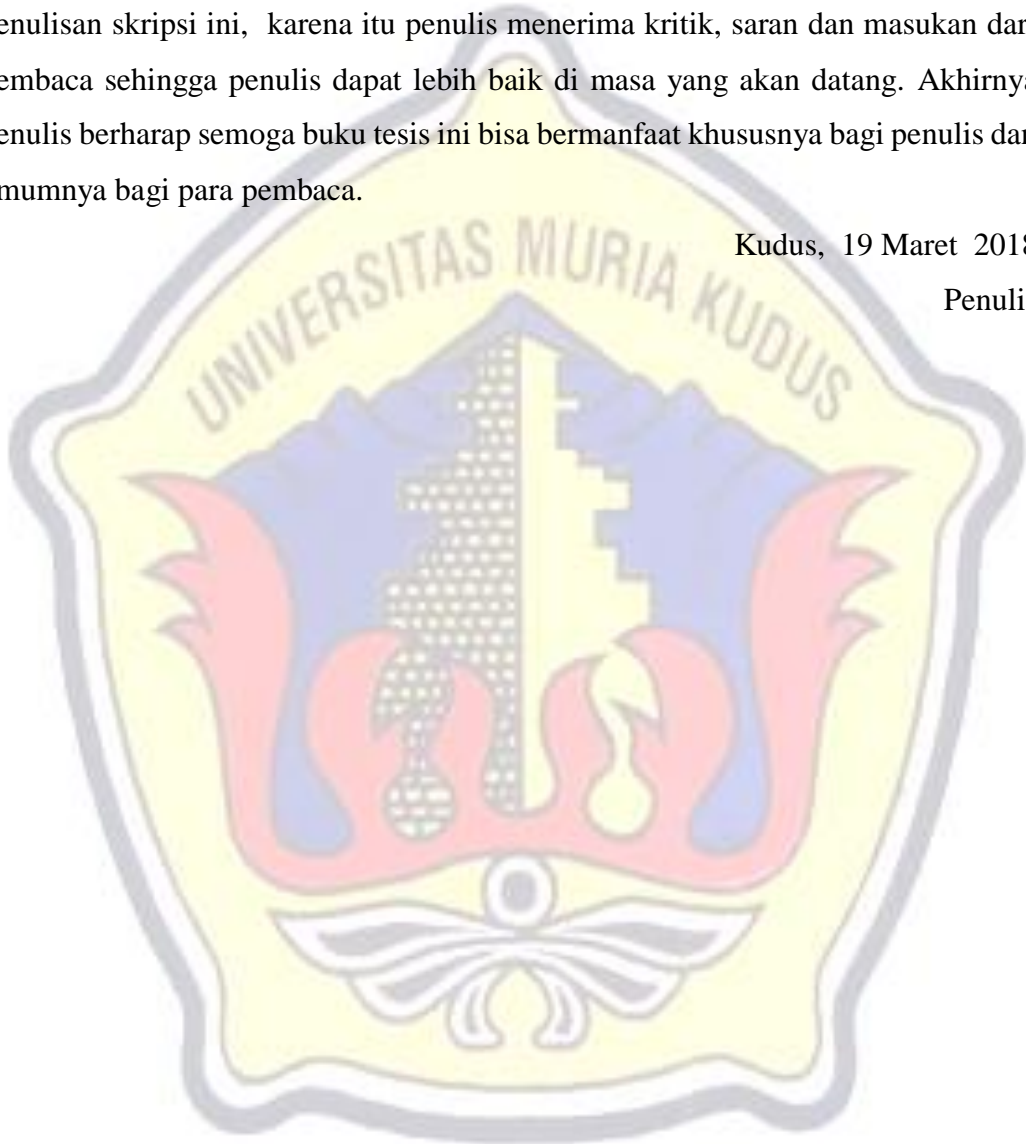 enulisan skripsi ini, karena itu penulis menerima kritik, saran dan masukan dar
embaca sehingga penulis dapat lebih baik di masa yang akan datang. Akhirnya
enulis berharap semoga buku tesis ini bisa bermanfaat khususnya bagi penulis dan
mumnya bagi para pembaca.
Kudus, 19 Maret 2018
Penuli
UNIVERSITAS MURIA KUDUS